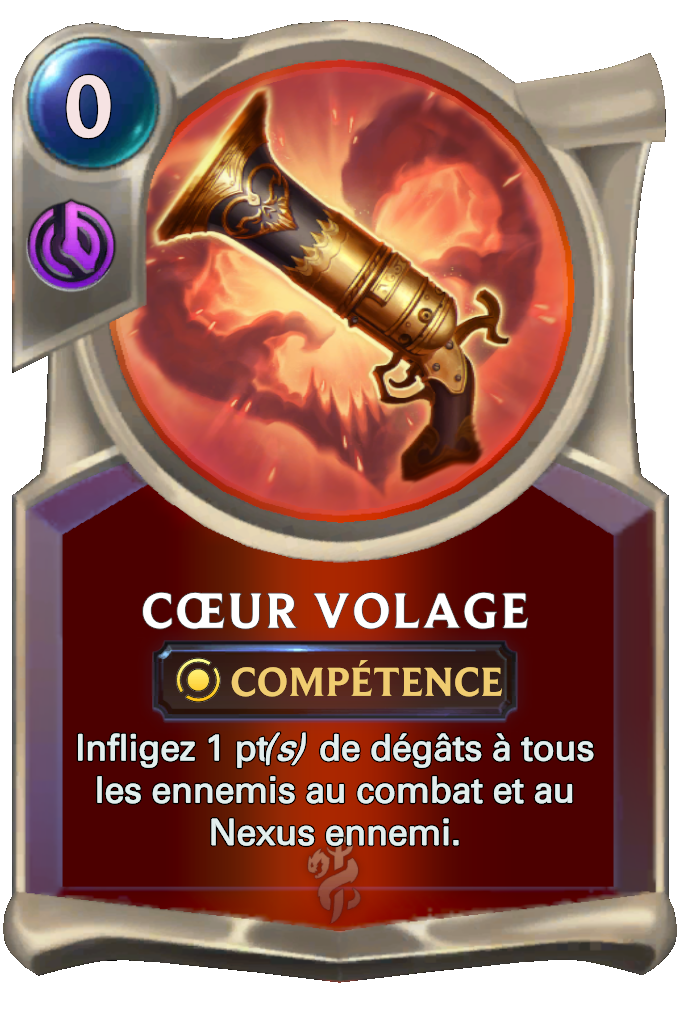 0
CŒUR VOLAGE
COMPÉTENCE
Infligez 1 pt(s) de dégâts à tous
les ennemis au combat et au
Nexus ennemi.